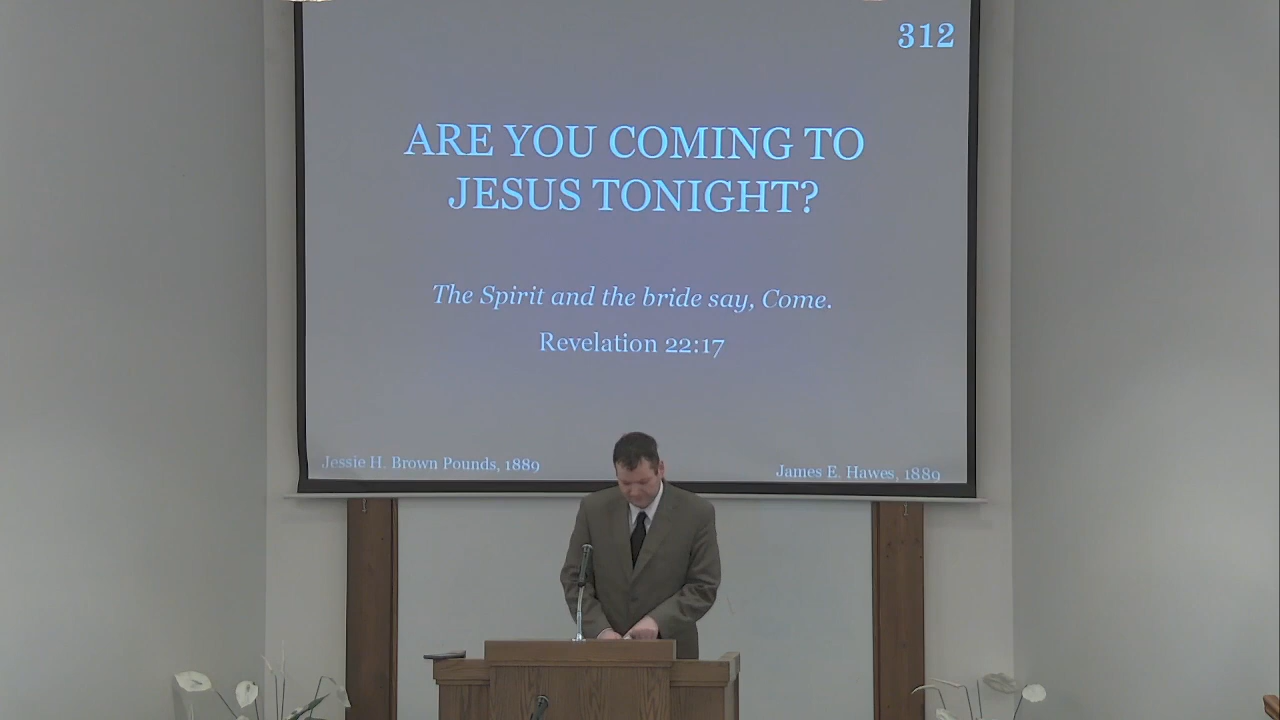 312
ARE YOU COMING TO
JESUS TONIGHT?
The Spirit and the bride say, Come.
Revelation 22:17
Jessie H. Brown Pounds, 1889
James E. Hawes, 1889